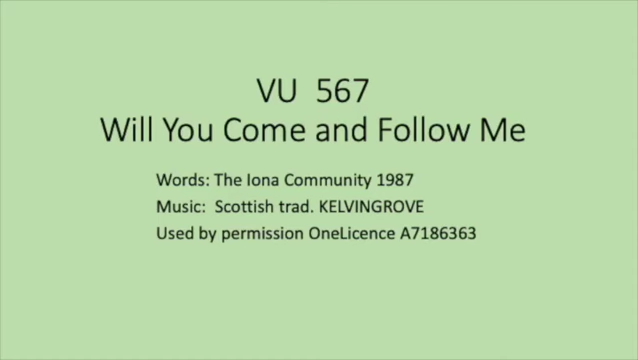 VU 567
Will You Come and Follow Me
Words: The Iona Community 1987
Music: Scottish trad. KELVINGROVE
Used by permission OneLicence A7186363